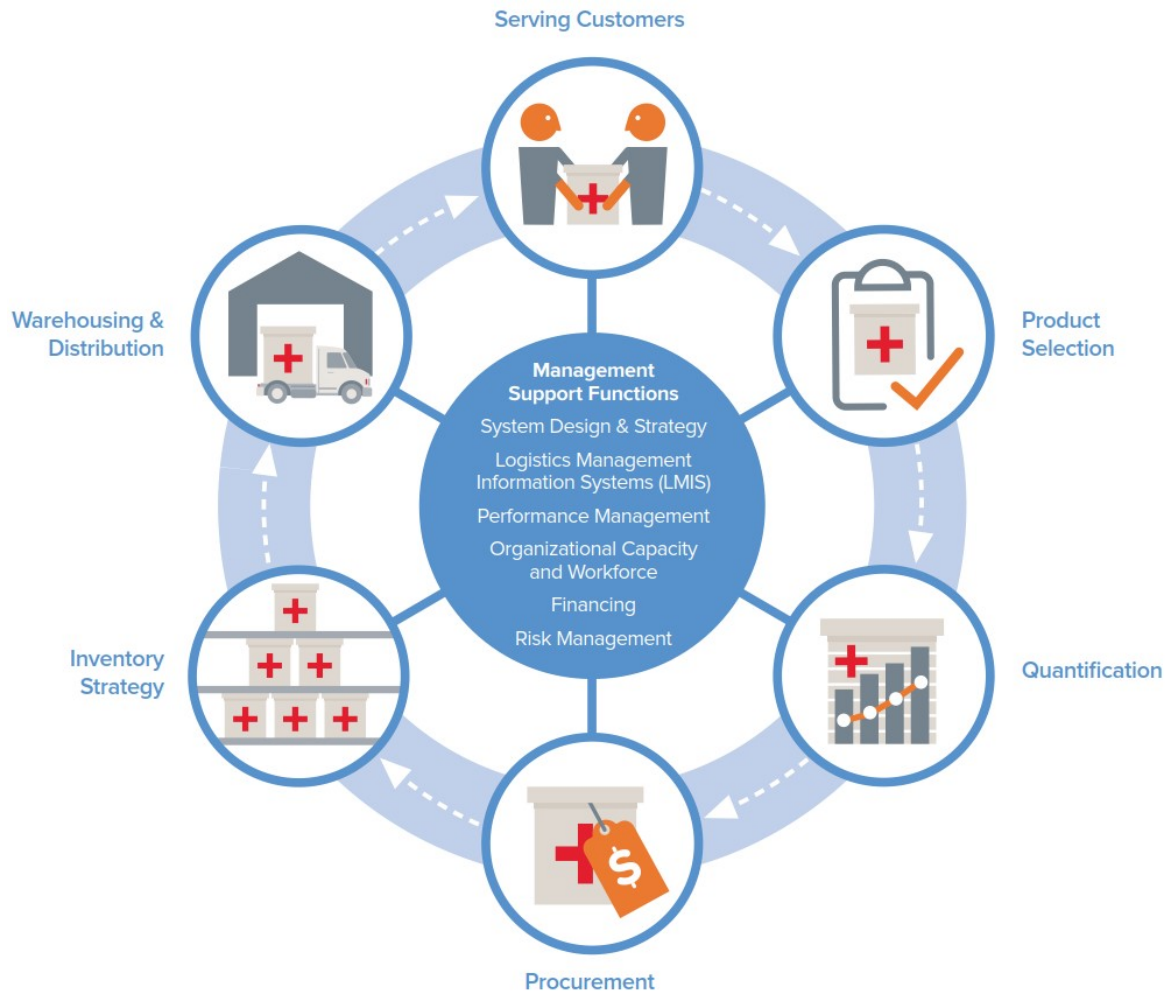 Serving Customers
Product
Selection
Quantification
Procurement
$
Inventory
Strategy
Warehousing &
Distribution
Management
Support Functions
System Design & Strategy
Logistics Management
Information Systems (LMIS)
Performance Management
Organizational Capacity
and Workforce
Financing
Risk Management